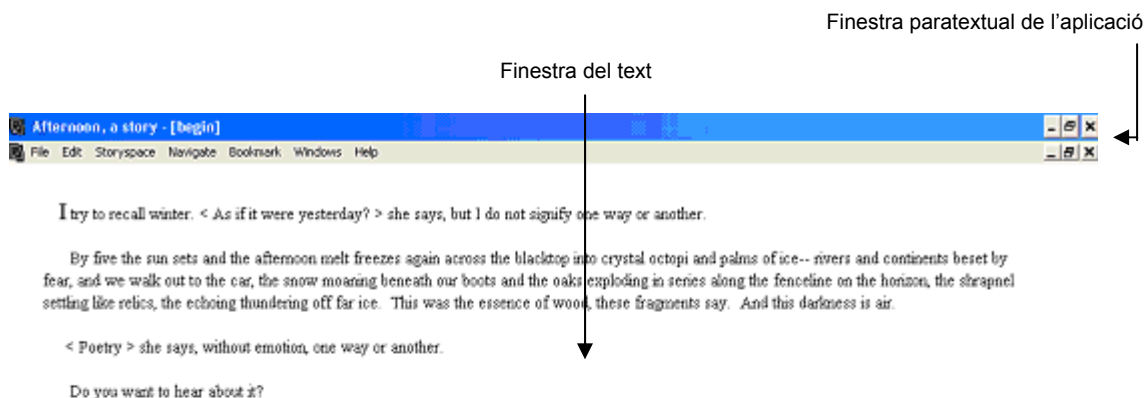 Finestra paratextual de l’aplicació
Finestra del text
Afternoon, a story - [begin]
File Edit Storyspace Navigate Bookmark Windows Help
I try to recall winter. < As if it were yesterday? > she says, but I do not signify one way or another.
By five the sun sets and the afternoon melt freezes again across the blacktop into crystal octopi and palms of ice-- rivers and continents beset by
fear, and we walk out to the car, the snow moaning beneath our boots and the oaks exploding in series along the fenceline on the horizon, the shrapnel
settling like relics, the echoing thundering off far ice. This was the essence of wood, these fragments say. And this darkness is air.
< Poetry > she says, without emotion, one way or another.
Do you want to hear about it?